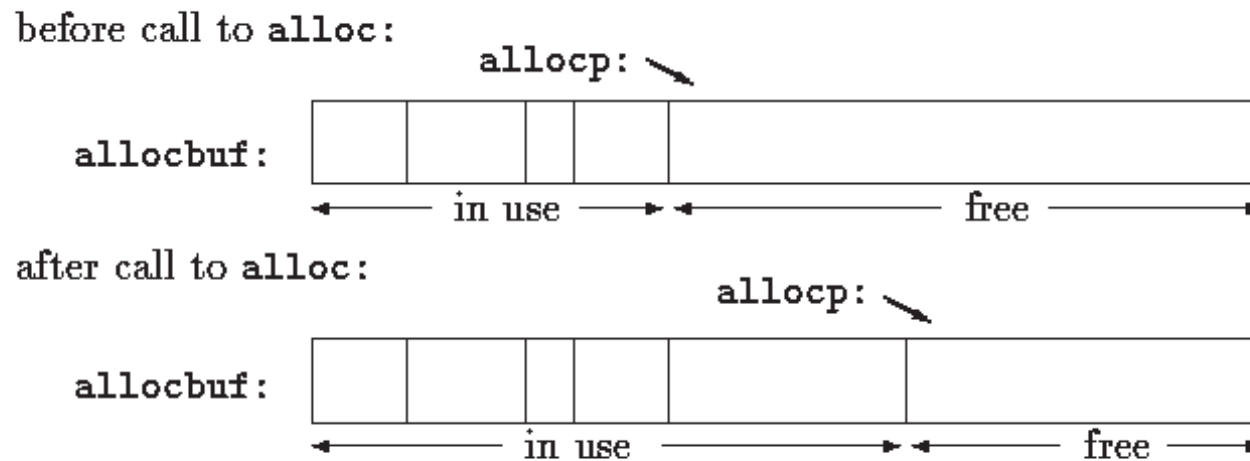 before call to alloc:
allocp:
allocbuf:
in use
free
after call to alloc:
allocp:
allocbuf:
in use
free